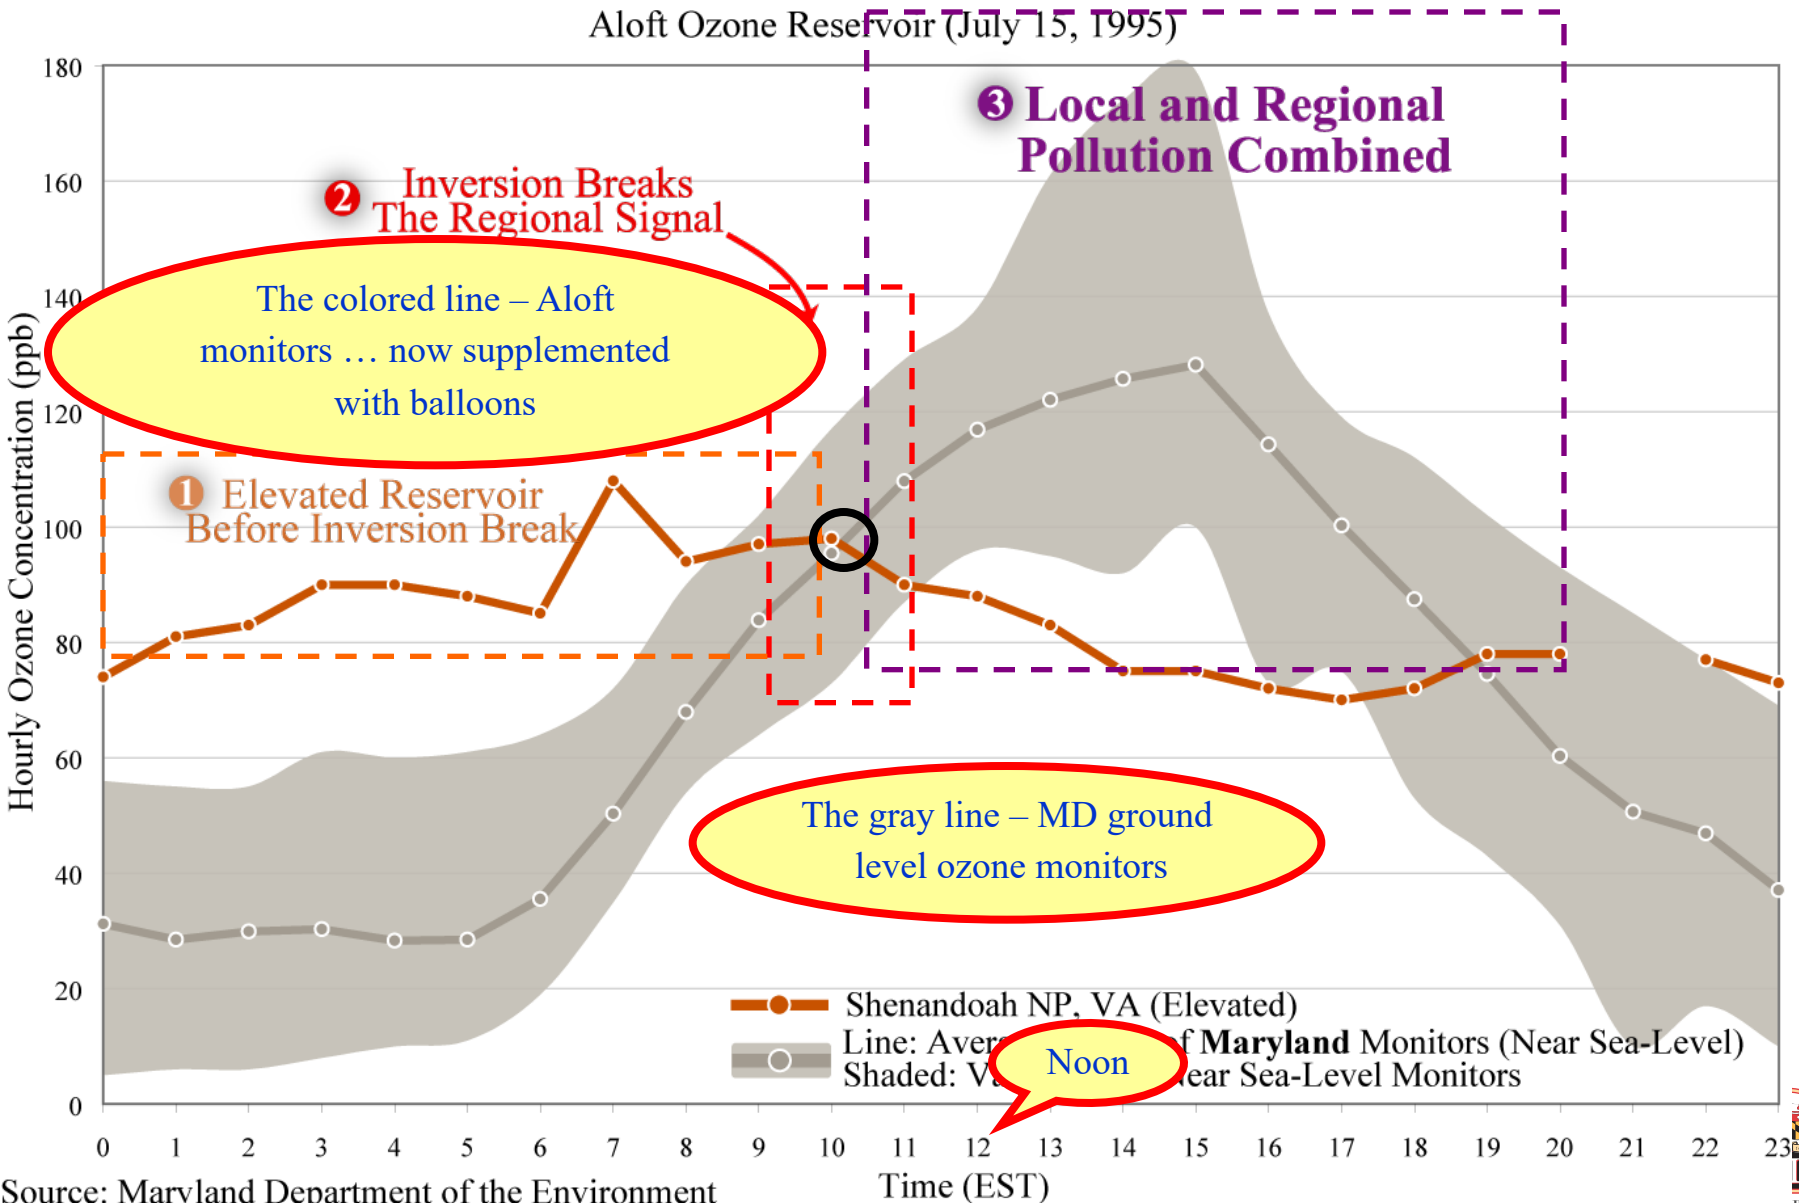 Aloft Ozone Reservoir (July 15, 1995)
Hourly Ozone Concentration (ppb)
180
160
140
120
100
80
60
40
20
0
❸ Local and Regional
Pollution Combined
❷ Inversion Breaks
The Regional Signal
The colored line – Aloft
monitors … now supplemented
with balloons
❶ Elevated Reservoir
Before Inversion Break
The gray line – MD ground
level ozone monitors
Shenandoah NP, VA (Elevated)
Line: of Maryland Monitors (Near Sea-Level)
Shaded: Near Sea-Level Monitors
Noon
0 1 2 3 4 5 6 7 8 9 10 11 12 13 14 15 16 17 18 19 20 21 22 23
Time (EST)
Source: Maryland Department of the Environment